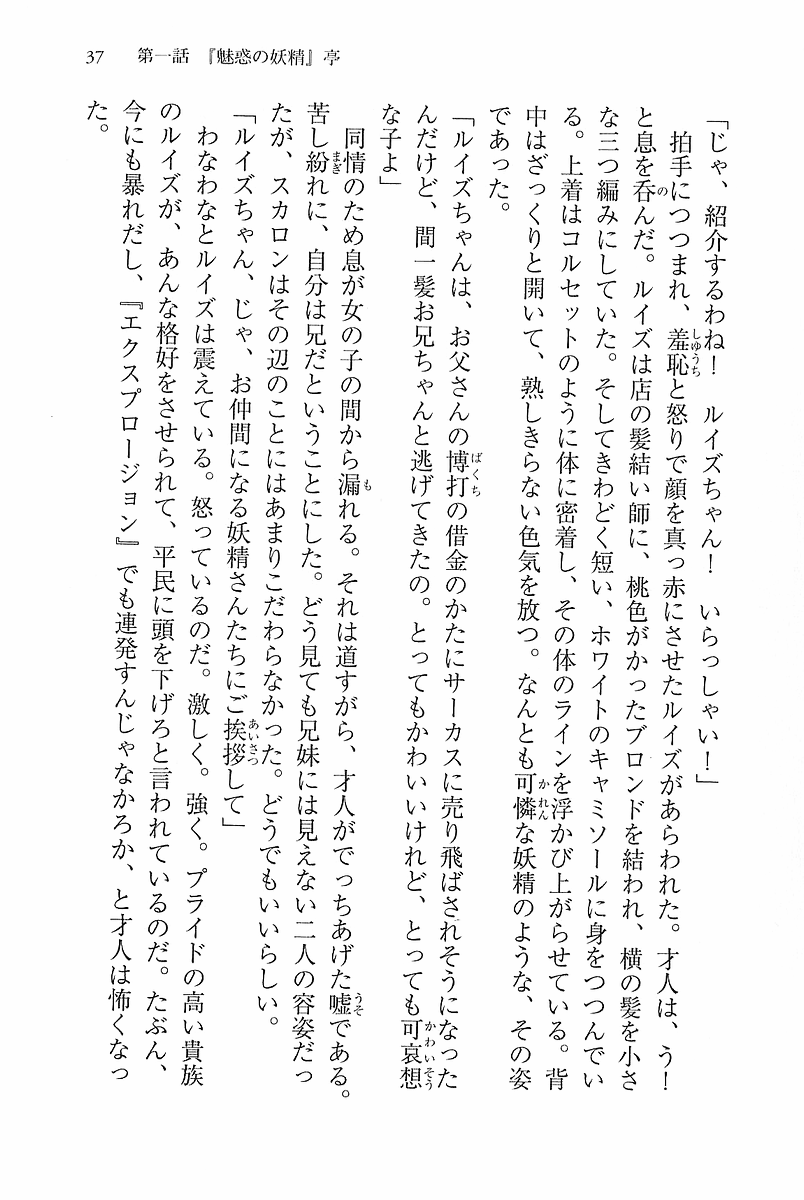 37　第一話　『魅惑の妖精』亭
「じゃ、紹介するわね！　ルイズちゃん！　いらっしゃい！」
　拍手につつまれ、羞恥と怒りで顔を真っ赤にさせたルイズがあらわれた。才人は、う！
と息を呑んだ。ルイズは店の髪結い師に、桃色がかったブロンドを結われ、横の髪を小さ
な三つ編みにしていた。そしてきわどく短い、ホワイトのキャミソールに身をつつんでい
る。上着はコルセットのように体に密着し、その体のラインを浮かび上がらせている。背
中はざっくりと開いて、熟しきらない色気を放つ。なんとも可憐な妖精のような、その姿
であった。
「ルイズちゃんは、お父さんの博打の借金のかたにサーカスに売り飛ばされそうになった
んだけど、間一髪お兄ちゃんと逃げてきたの。とってもかわいいけれど、とっても可哀想
な子よ」
　同情のため息が女の子の間から漏れる。それは道すがら、才人がでっちあげた嘘である。
苦し紛れに、自分は兄だということにした。どう見ても兄妹には見えない二人の容姿だっ
たが、スカロンはその辺のことにはあまりこだわらなかった。どうでもいいらしい。
「ルイズちゃん、じゃ、お仲間になる妖精さんたちにご挨拶して」
　わなわなとルイズは震えている。怒っているのだ。激しく。強く。プライドの高い貴族
のルイズが、あんな格好をさせられて、平民に頭を下げろと言われているのだ。たぶん、
今にも暴れだし、『エクスプロージョン』でも連発すんじゃなかろか、と才人は怖くなっ
た。